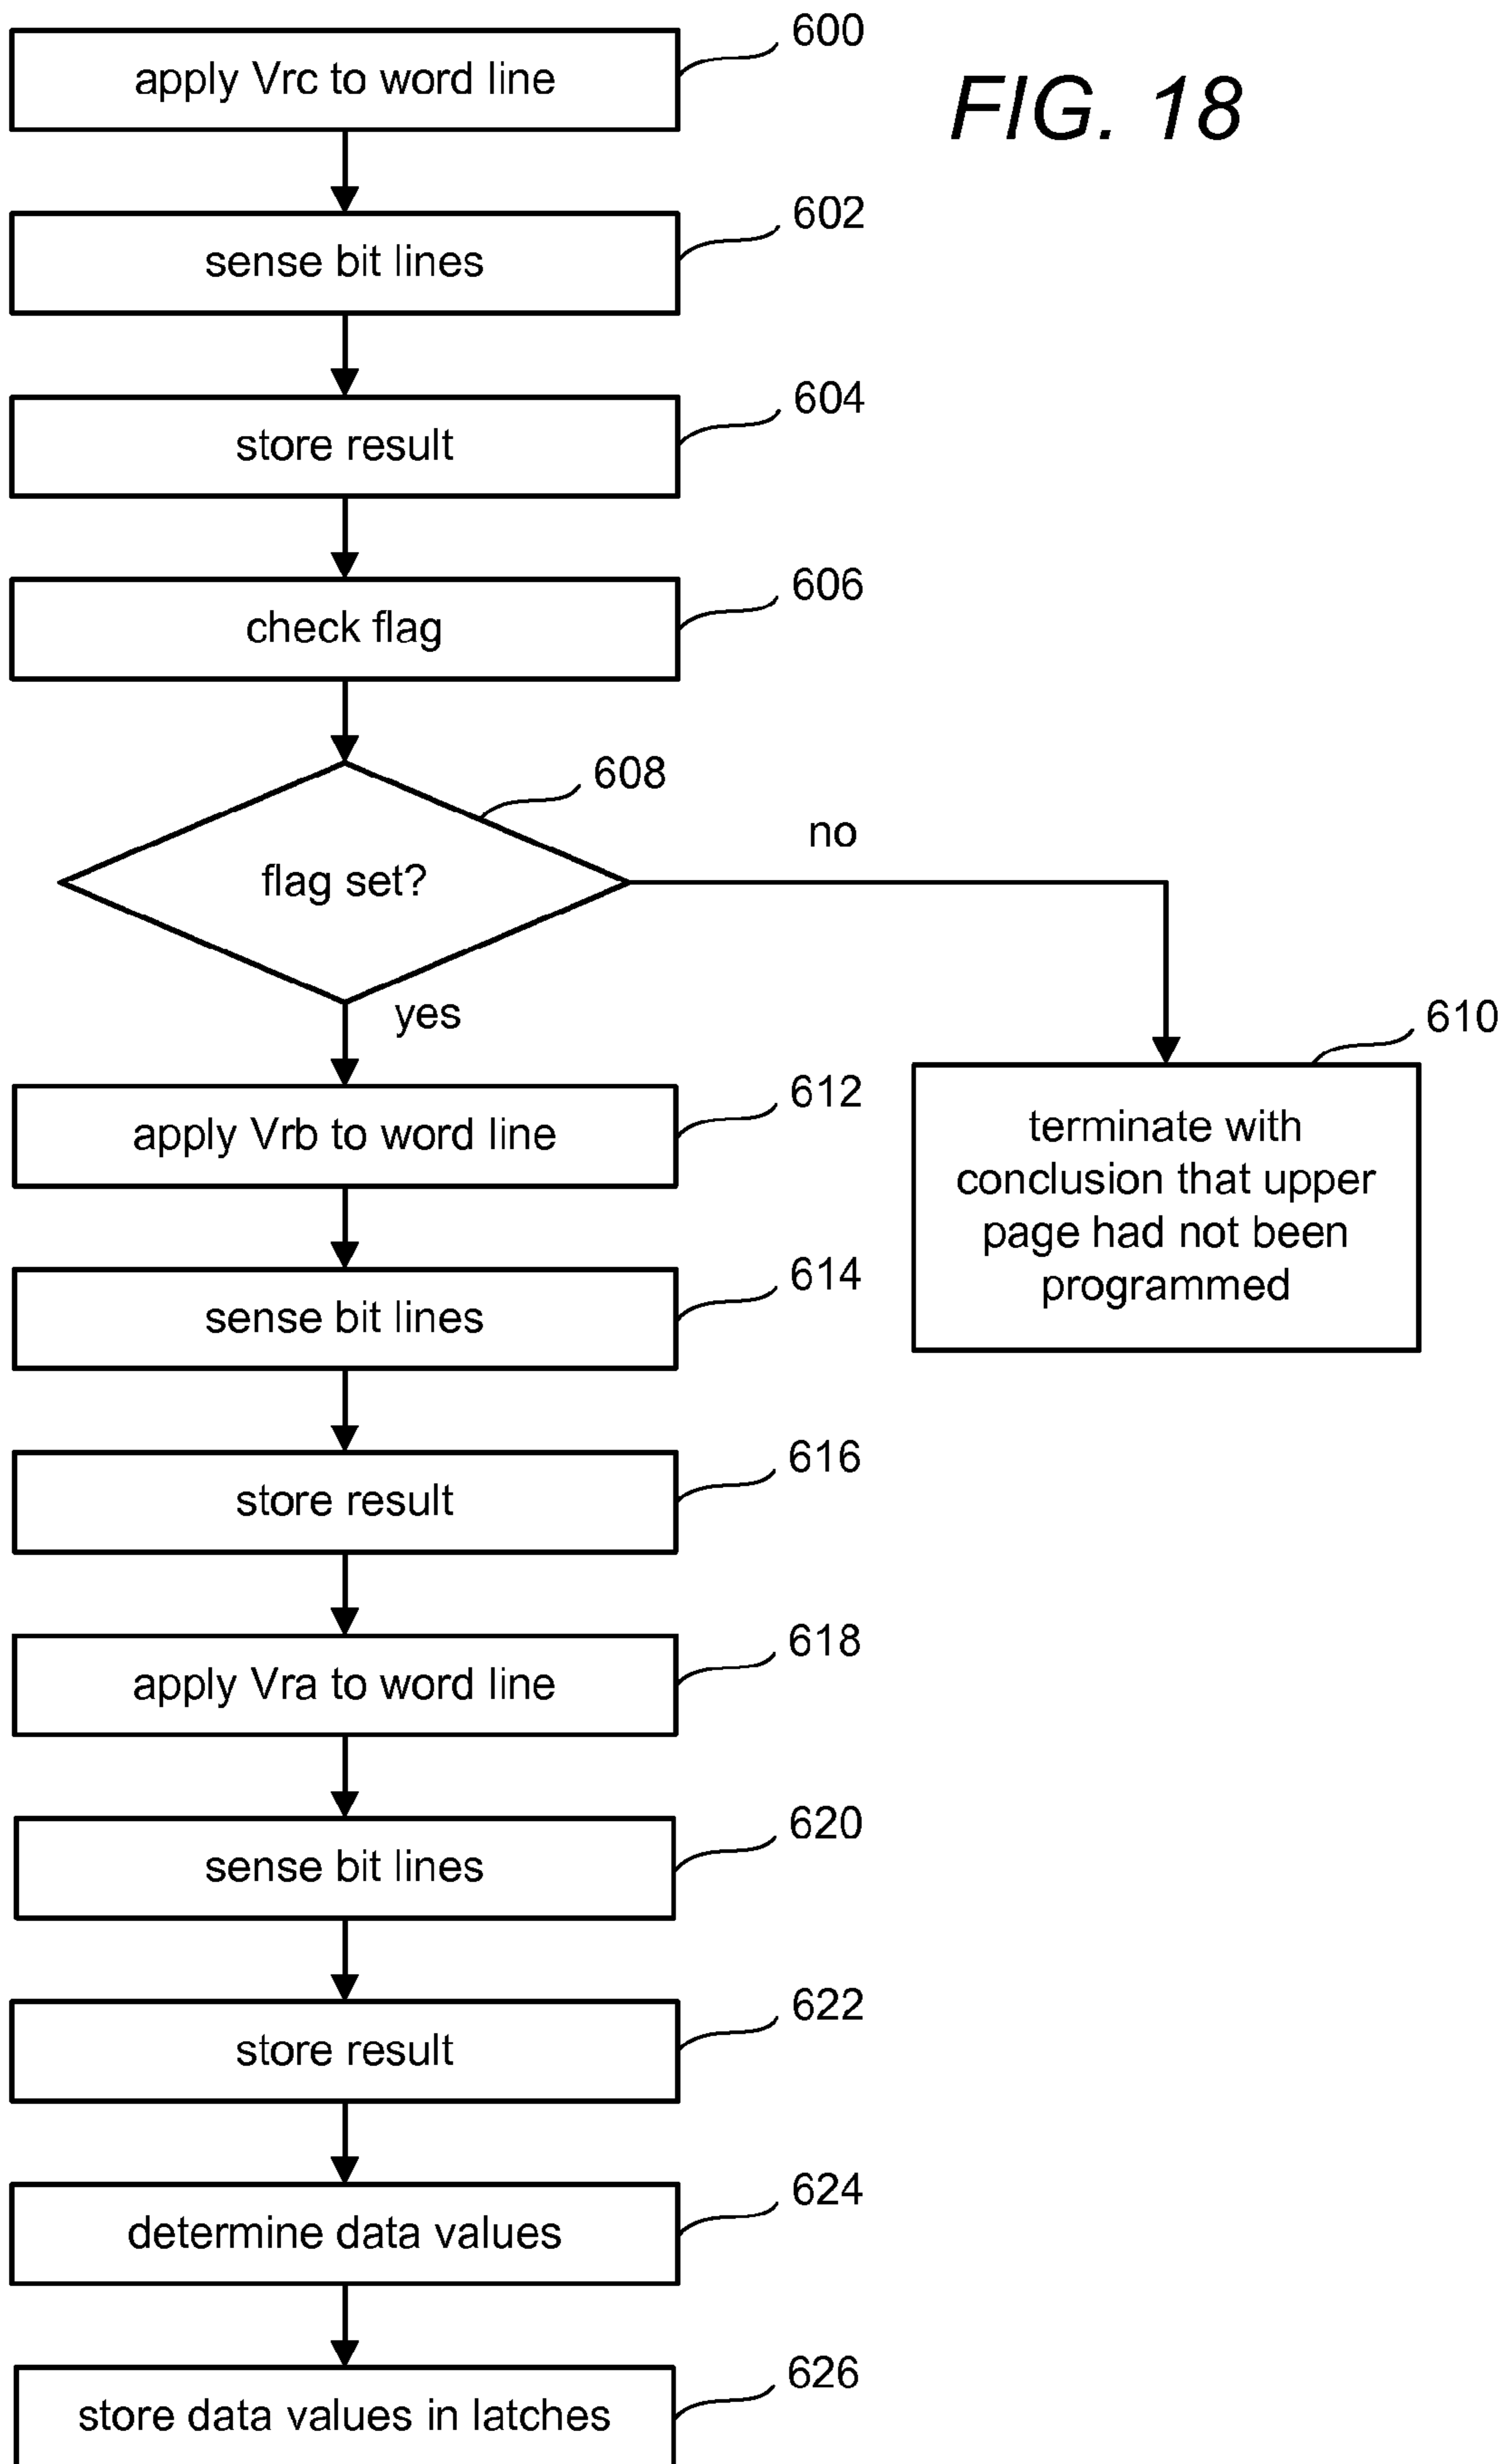 600
apply Vrc to word line
FIG. 18
602
sense bit lines
604
store result
606
check flag
608
flag set?
no
yes
610
terminate with
conclusion that upper
page had not been
programmed
612
apply Vrb to word line
614
sense bit lines
616
store result
618
apply Vra to word line
620
sense bit lines
622
store result
624
determine data values
626
store data values in latches